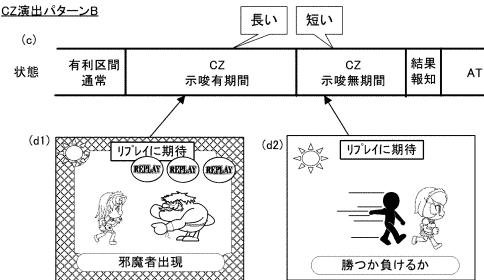 CZ演出パターンB
長い
短い
(c)
状態
有利区間
通常
CZ
示唆有期間
CZ
示唆無期間
結果
報知
AT
(d1)
リプレイに期待
REPLAY REPLAY REPLAY
邪魔者出現
(d2)
リプレイに期待
勝つか負けるか